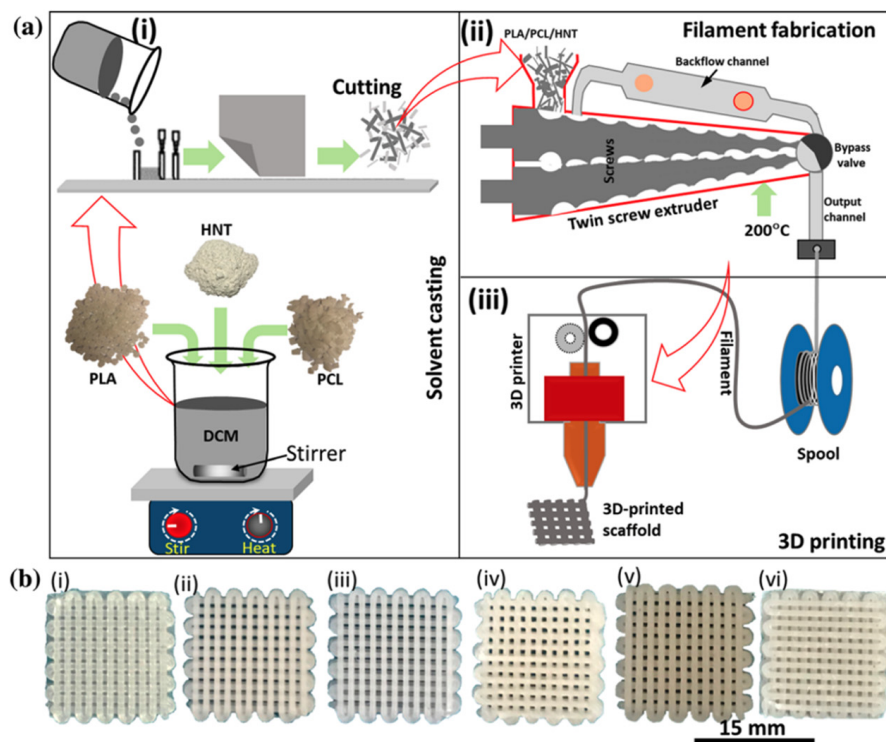 (a)
(i)
Cutting
HNT
PLA
PCL
DCM
Stirrer
Stir
Heat
Solvent casting
(ii)
PLA/PCL/HNT
Filament fabrication
Backflow channel
Screws
Bypass
valve
Twin screw extruder
200°C
Output
channel
(iii)
3D printer
Filament
Spool
3D-printed
scaffold
3D printing
(b)
(i)
(ii)
(iii)
(iv)
(v)
(vi)
15 mm